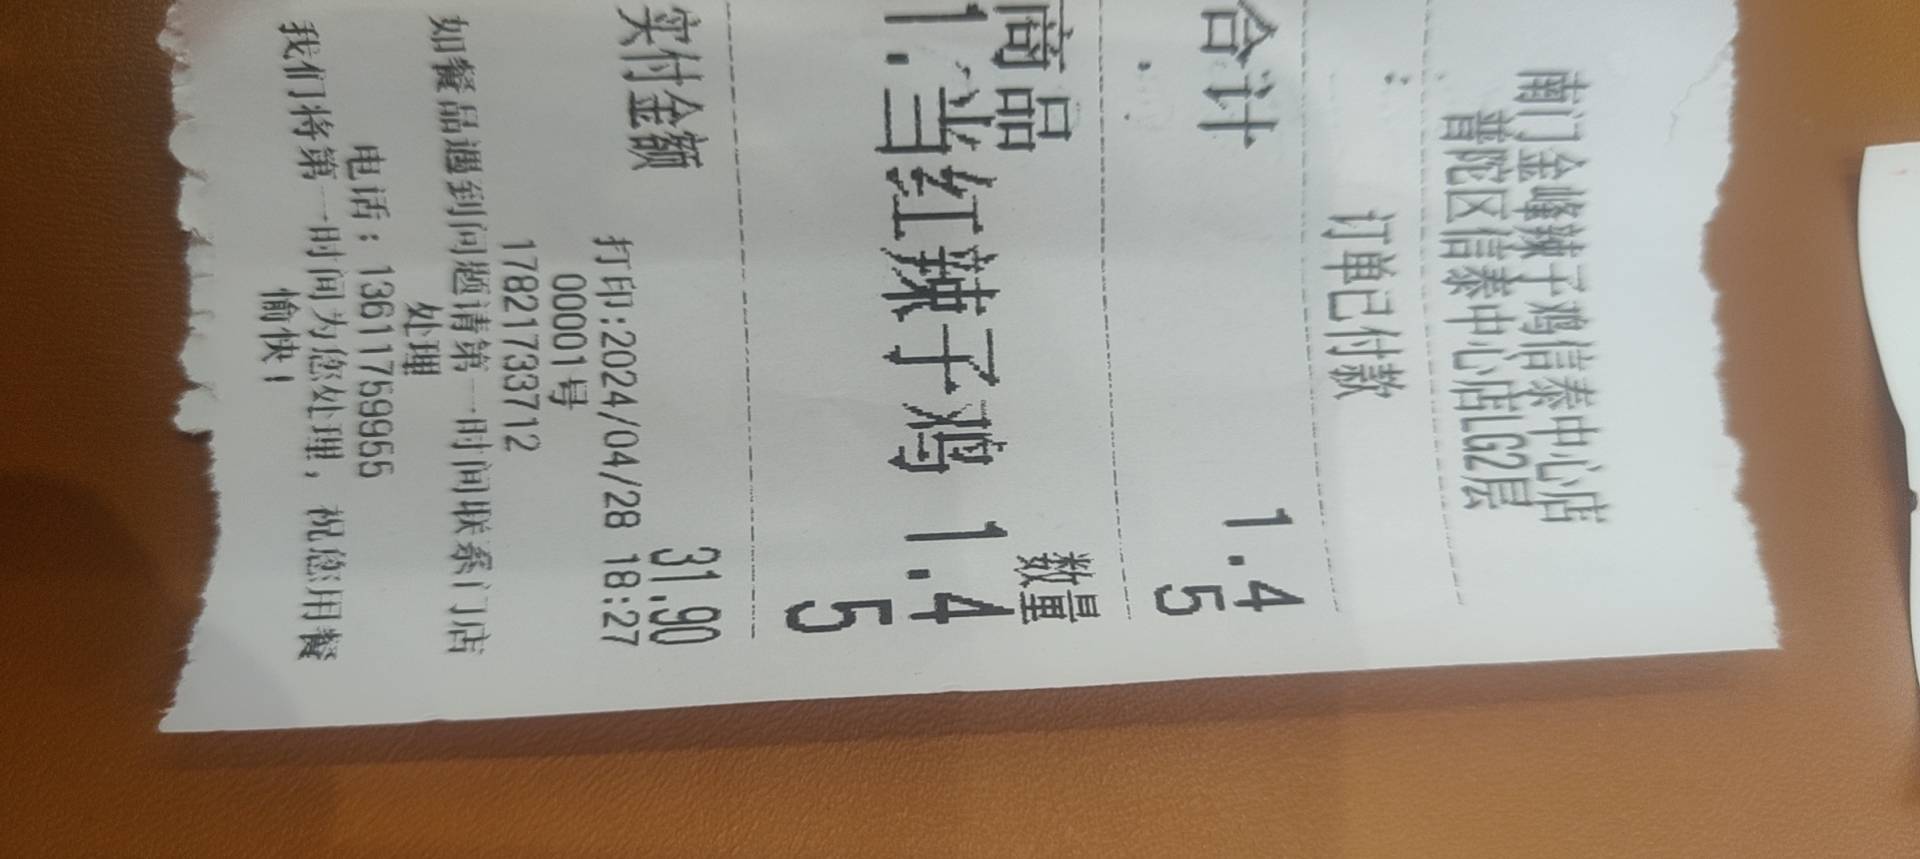 南门金峰辣子鸡信泰中心店
普陀区信泰中心店LG2层
订单已付款
合计 1.4
5
商品 数量
1.当红辣子鸡 1.4
5
实付金额 31.90
打印:2024/04/28 18:27
00001号
17821733712
如餐品遇到问题请第一时间联系门店
处理
电话：13611759955
我们将第一时间为您处理，祝您用餐
愉快！